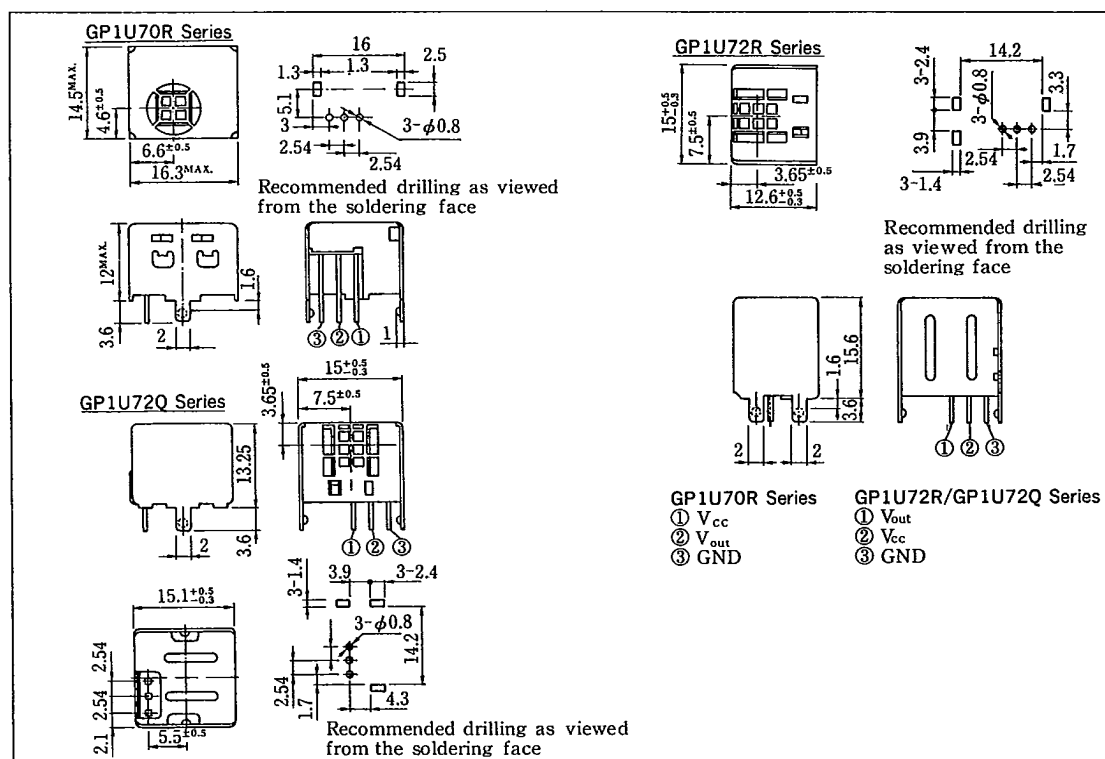 GP1U70R Series
14.5MAX.
4.6±0.5
6.6±0.5
16.3MAX.
16
1.3
1.3
2.5
5.1
3
3-φ0.8
2.54
2.54
Recommended drilling as viewed
from the soldering face
12MAX.
3.6
2
1.6
③ ② ①
1
GP1U72Q Series
13.25
3.6
2
15+0.5-0.3
7.5±0.5
3.65±0.5
① ② ③
15.1+0.5-0.3
2.54
2.54
2.1
5.5±0.5
3-1.4
3.9
3-2.4
3-φ0.8
14.2
2.54
1.7
4.3
Recommended drilling as viewed
from the soldering face
GP1U72R Series
15+0.5-0.3
7.5±0.5
3.65±0.5
12.6+0.5-0.3
14.2
3-2.4
3-φ0.8
3.3
3.9
2.54
1.7
3-1.4
2.54
Recommended drilling
as viewed from the
soldering face
15.6
1.6
3.6
2
2
① ② ③
GP1U70R Series
① Vcc
② Vout
③ GND
GP1U72R/GP1U72Q Series
① Vout
② Vcc
③ GND